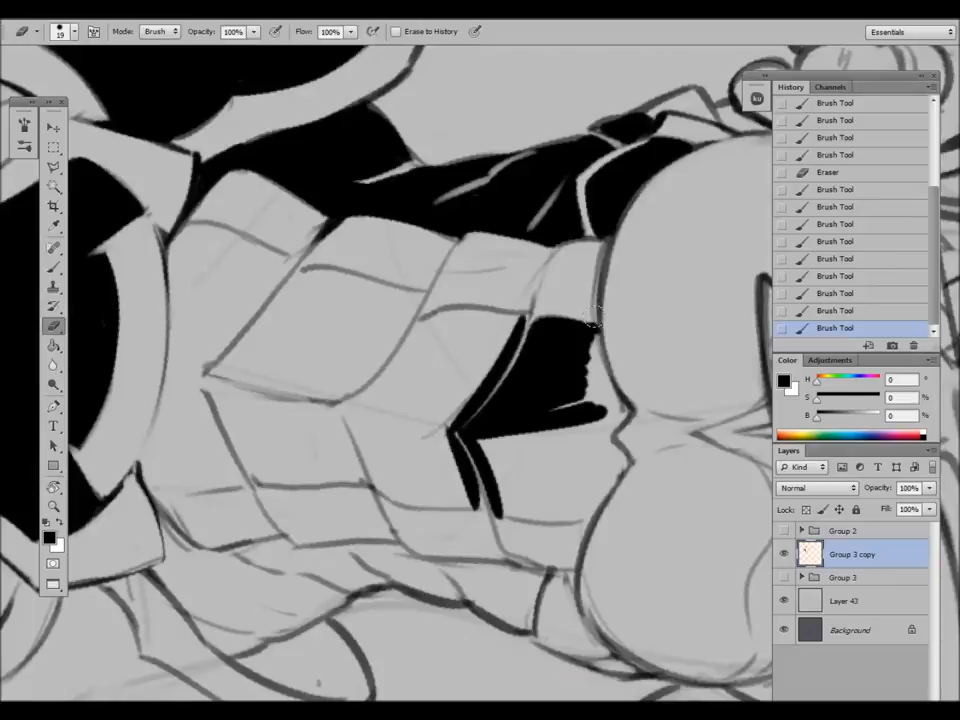 19 Mode: Brush Opacity: 100% Flow: 100% Erase to History Essentials
History Channels
ku
Brush Tool
Brush Tool
Brush Tool
Brush Tool
Eraser
Brush Tool
Brush Tool
Brush Tool
Brush Tool
Brush Tool
Brush Tool
Brush Tool
Brush Tool
Brush Tool
Color Adjustments
H 0 °
S 0 %
B 0 %
Layers
Kind
Normal Opacity: 100%
Lock: Fill: 100%
Group 2
Group 3 copy
Group 3
Layer 43
Background